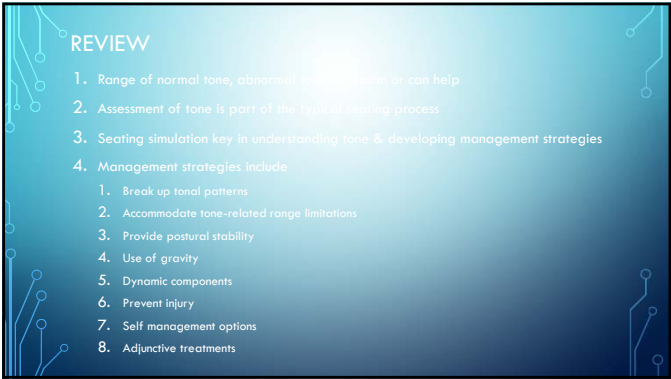 REVIEW
1. Range of normal tone, abnormal or can help
2. Assessment of tone is part of the typical seating process
3. Seating simulation key in understanding tone & developing management strategies
4. Management strategies include
1. Break up tonal patterns
2. Accommodate tone-related range limitations
3. Provide postural stability
4. Use of gravity
5. Dynamic components
6. Prevent injury
7. Self management options
8. Adjunctive treatments